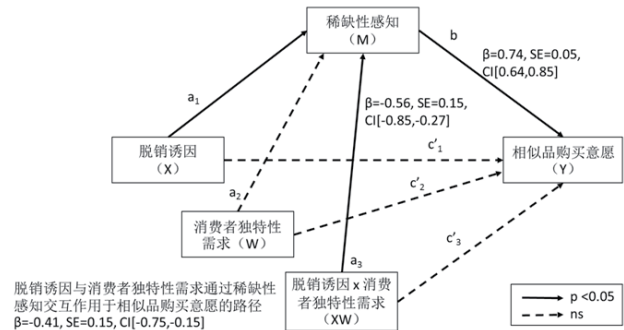 稀缺性感知
（M）
b
β=0.74, SE=0.05,
CI[0.64,0.85]
a1
β=-0.56, SE=0.15,
CI[-0.85,-0.27]
脱销诱因
（X）
c'1
相似品购买意愿
（Y）
a2
c'2
消费者独特性
需求（W）
c'3
a3
脱销诱因与消费者独特性需求通过稀缺性
感知交互作用于相似品购买意愿的路径
β=-0.41, SE=0.15, CI[-0.75,-0.15]
脱销诱因 x 消费
者独特性需求
（XW）
p <0.05
ns